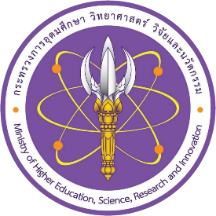 กระทรวงการอุดมศึกษา วิทยาศาสตร์ วิจัยและนวัตกรรม
Ministry of Higher Education, Science, Research and Innovation